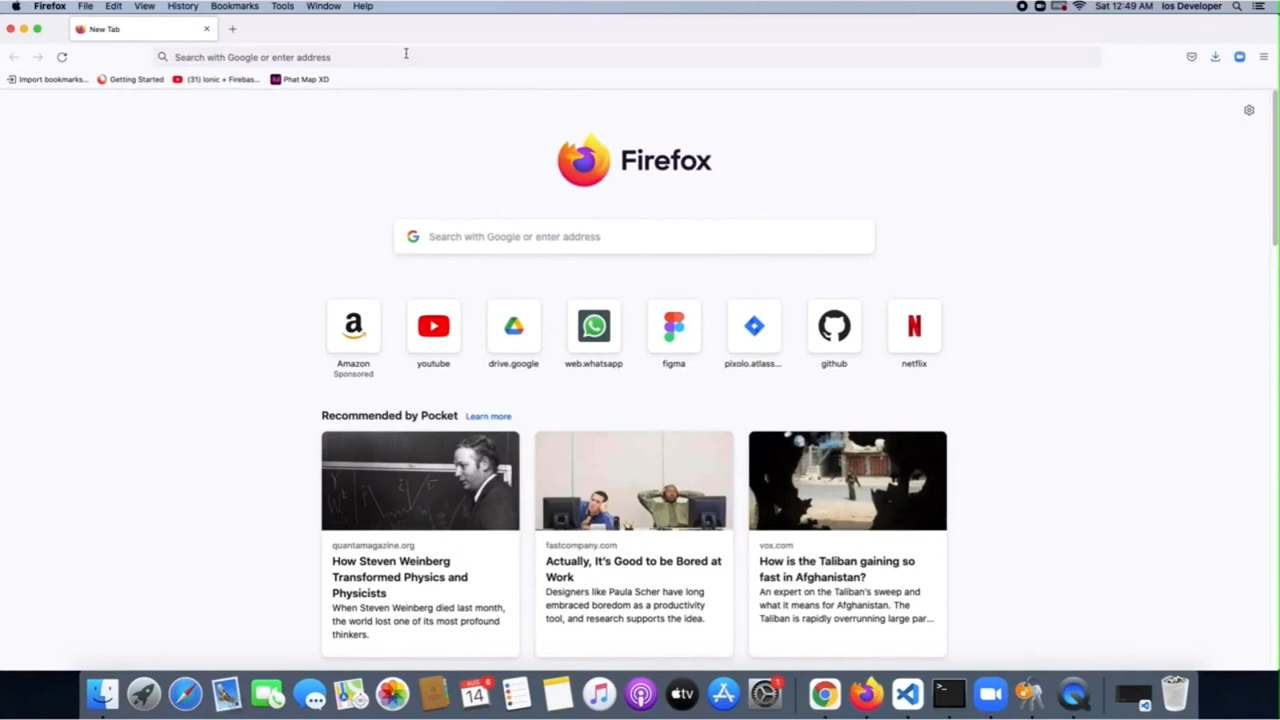 Firefox File Edit View History Bookmarks Tools Window Help Sat 12:49 AM Ios Developer
New Tab
Search with Google or enter address
Import bookmarks... Getting Started (31) Ionic + Firebas... Phat Map XD
Firefox
Search with Google or enter address
Amazon youtube drive.google web.whatsapp figma pixolo.atlass... github netflix
Sponsored
Recommended by Pocket Learn more
quantamagazine.org
How Steven Weinberg
Transformed Physics and
Physicists
When Steven Weinberg died last month,
the world lost one of its most profound
thinkers.
fastcompany.com
Actually, It's Good to be Bored at
Work
Designers like Paula Scher have long
embraced boredom as a productivity
tool, and research supports the idea.
vox.com
How is the Taliban gaining so
fast in Afghanistan?
An expert on the Taliban's sweep and
what it means for Afghanistan. The
Taliban is rapidly overrunning large par...
14
tv
1